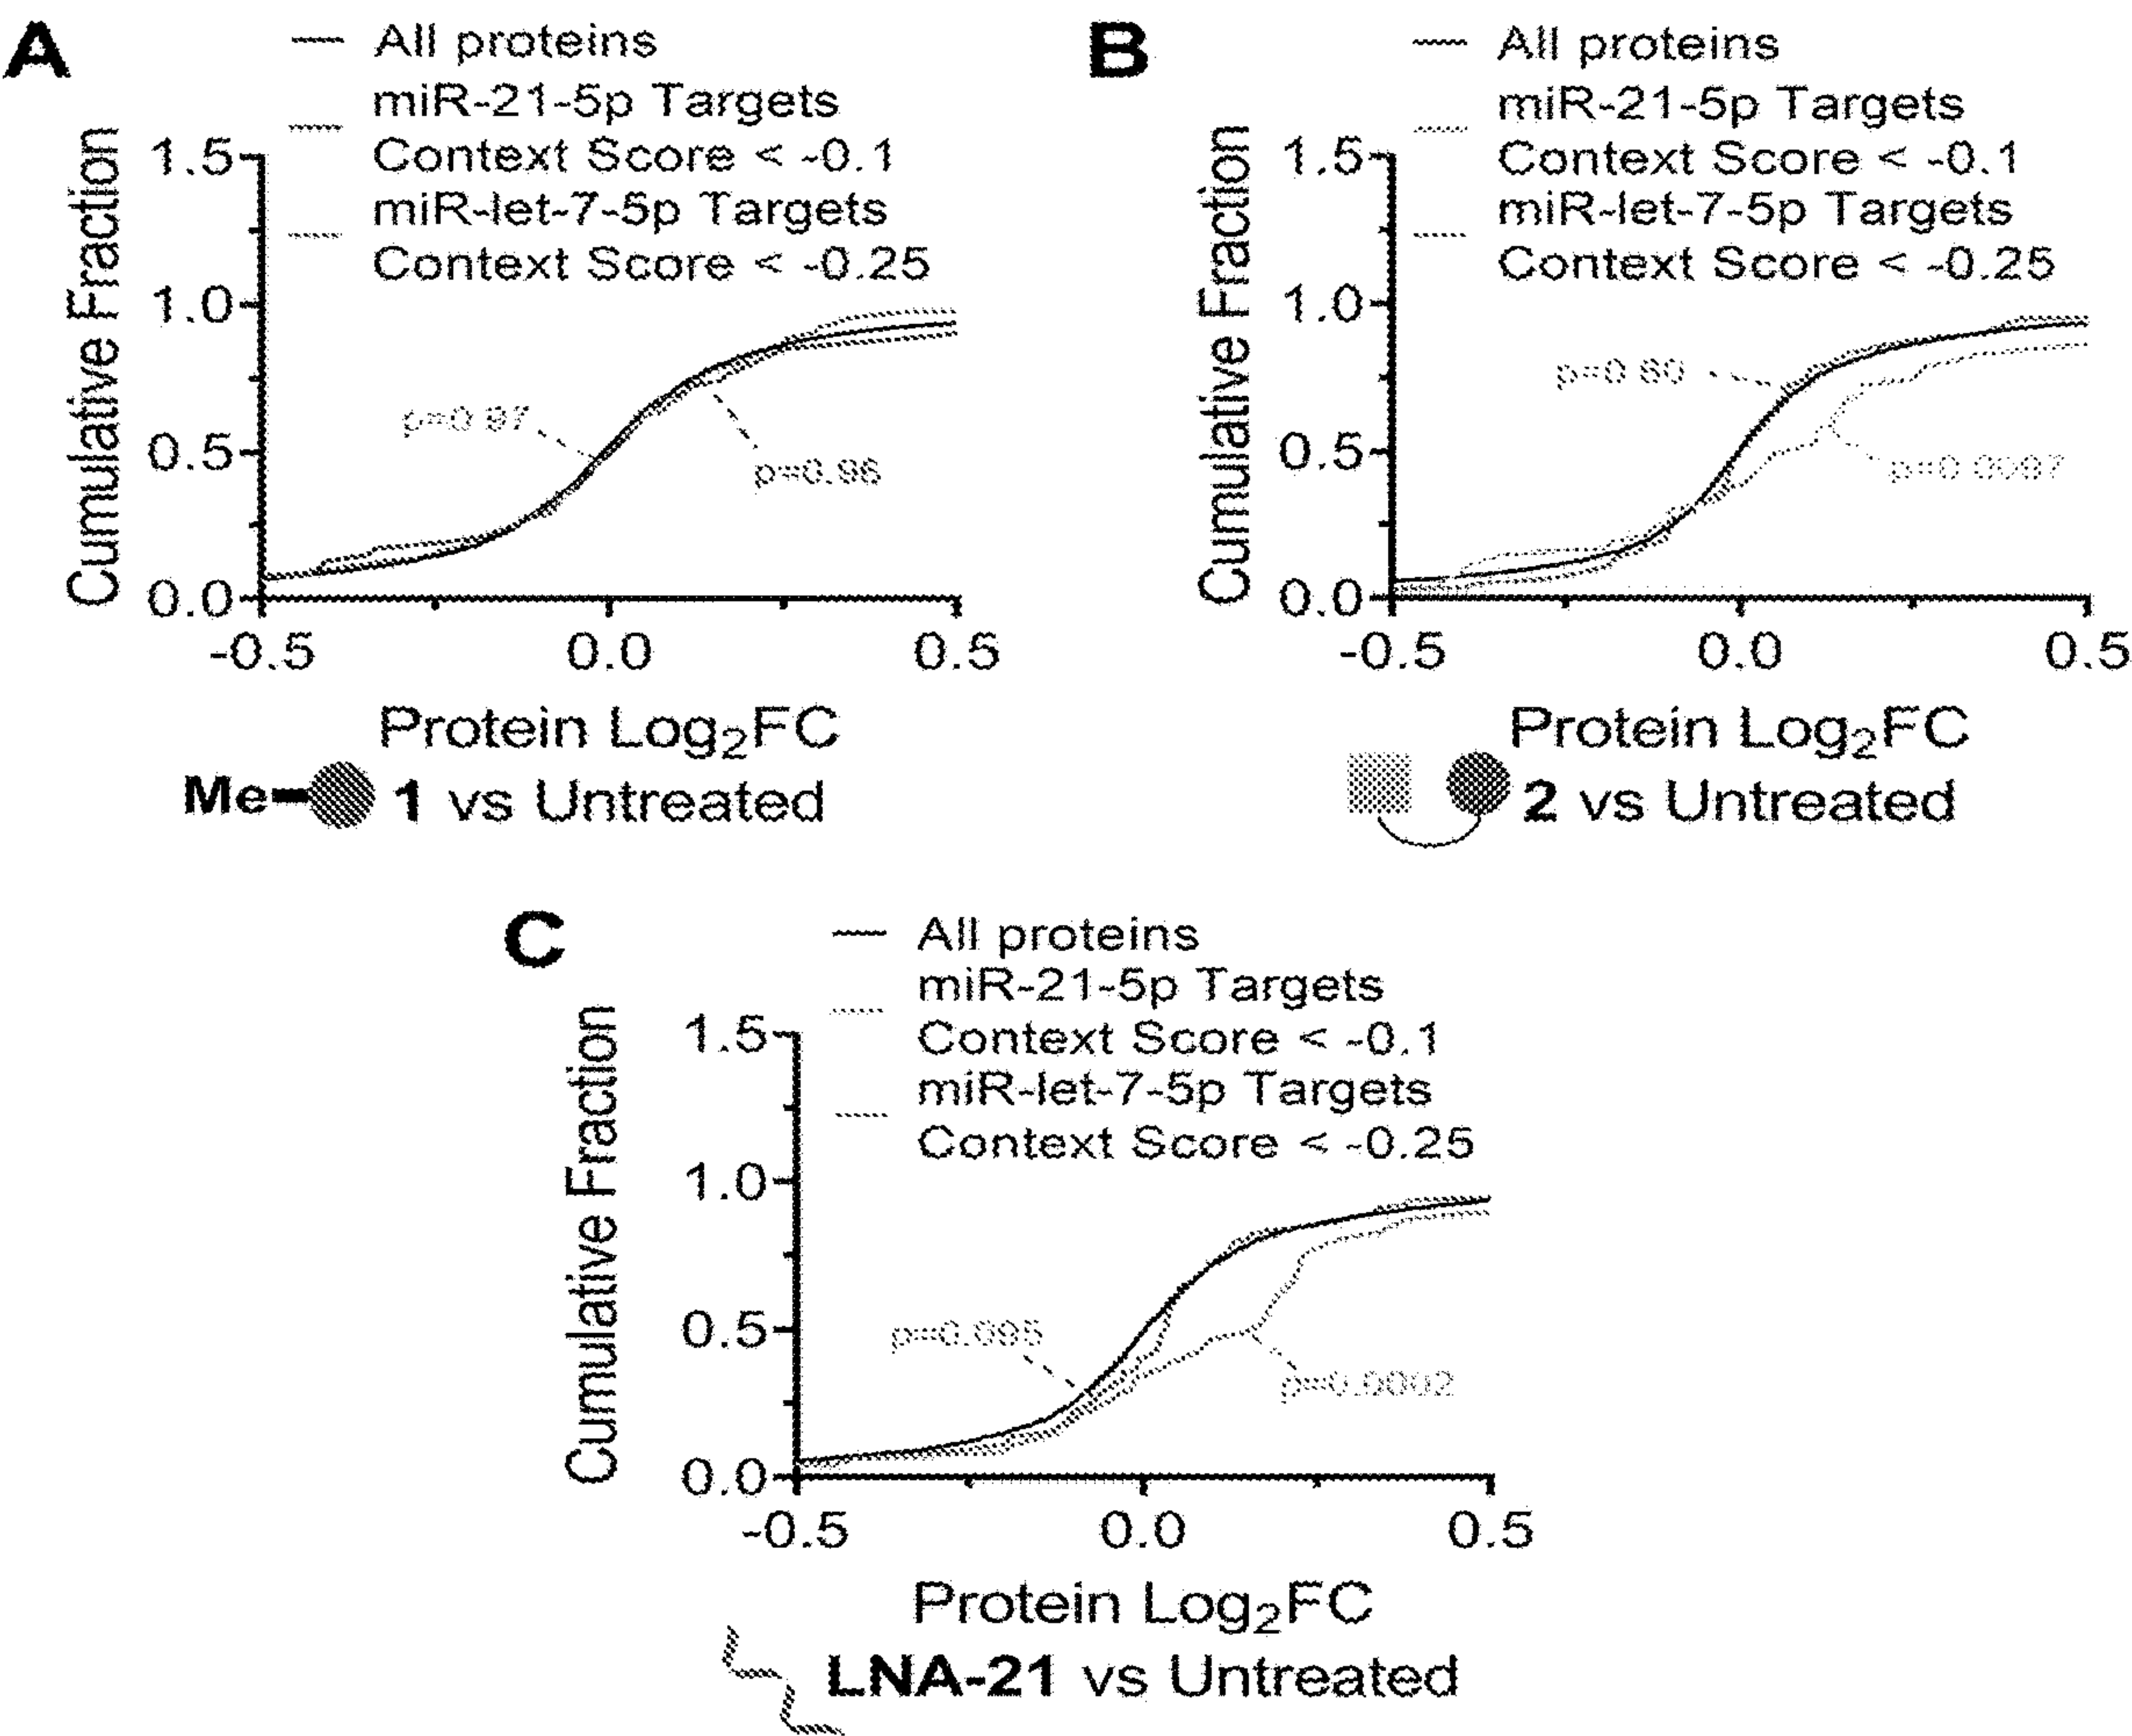 A
All proteins
miR-21-5p Targets
Context Score < -0.1
miR-let-7-5p Targets
Context Score < -0.25
Cumulative Fraction
1.5
1.0
0.5
0.0
p=0.97
p=0.96
-0.5 0.0 0.5
Protein Log₂FC
Me 1 vs Untreated
B
All proteins
miR-21-5p Targets
Context Score < -0.1
miR-let-7-5p Targets
Context Score < -0.25
Cumulative Fraction
1.5
1.0
0.5
0.0
-0.5 0.0 0.5
Protein Log₂FC
2 vs Untreated
C
All proteins
miR-21-5p Targets
Context Score < -0.1
miR-let-7-5p Targets
Context Score < -0.25
Cumulative Fraction
1.5
1.0
0.5
0.0
-0.5 0.0 0.5
Protein Log₂FC
LNA-21 vs Untreated